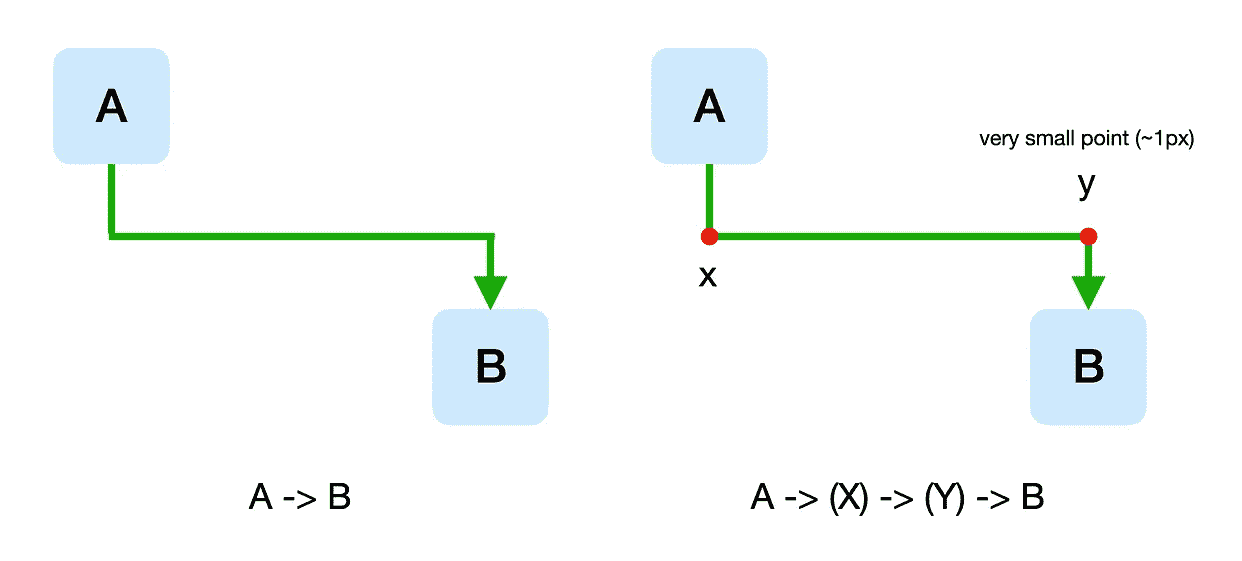 A
B
A -> B
A
very small point (~1px)
y
x
B
A -> (X) -> (Y) -> B